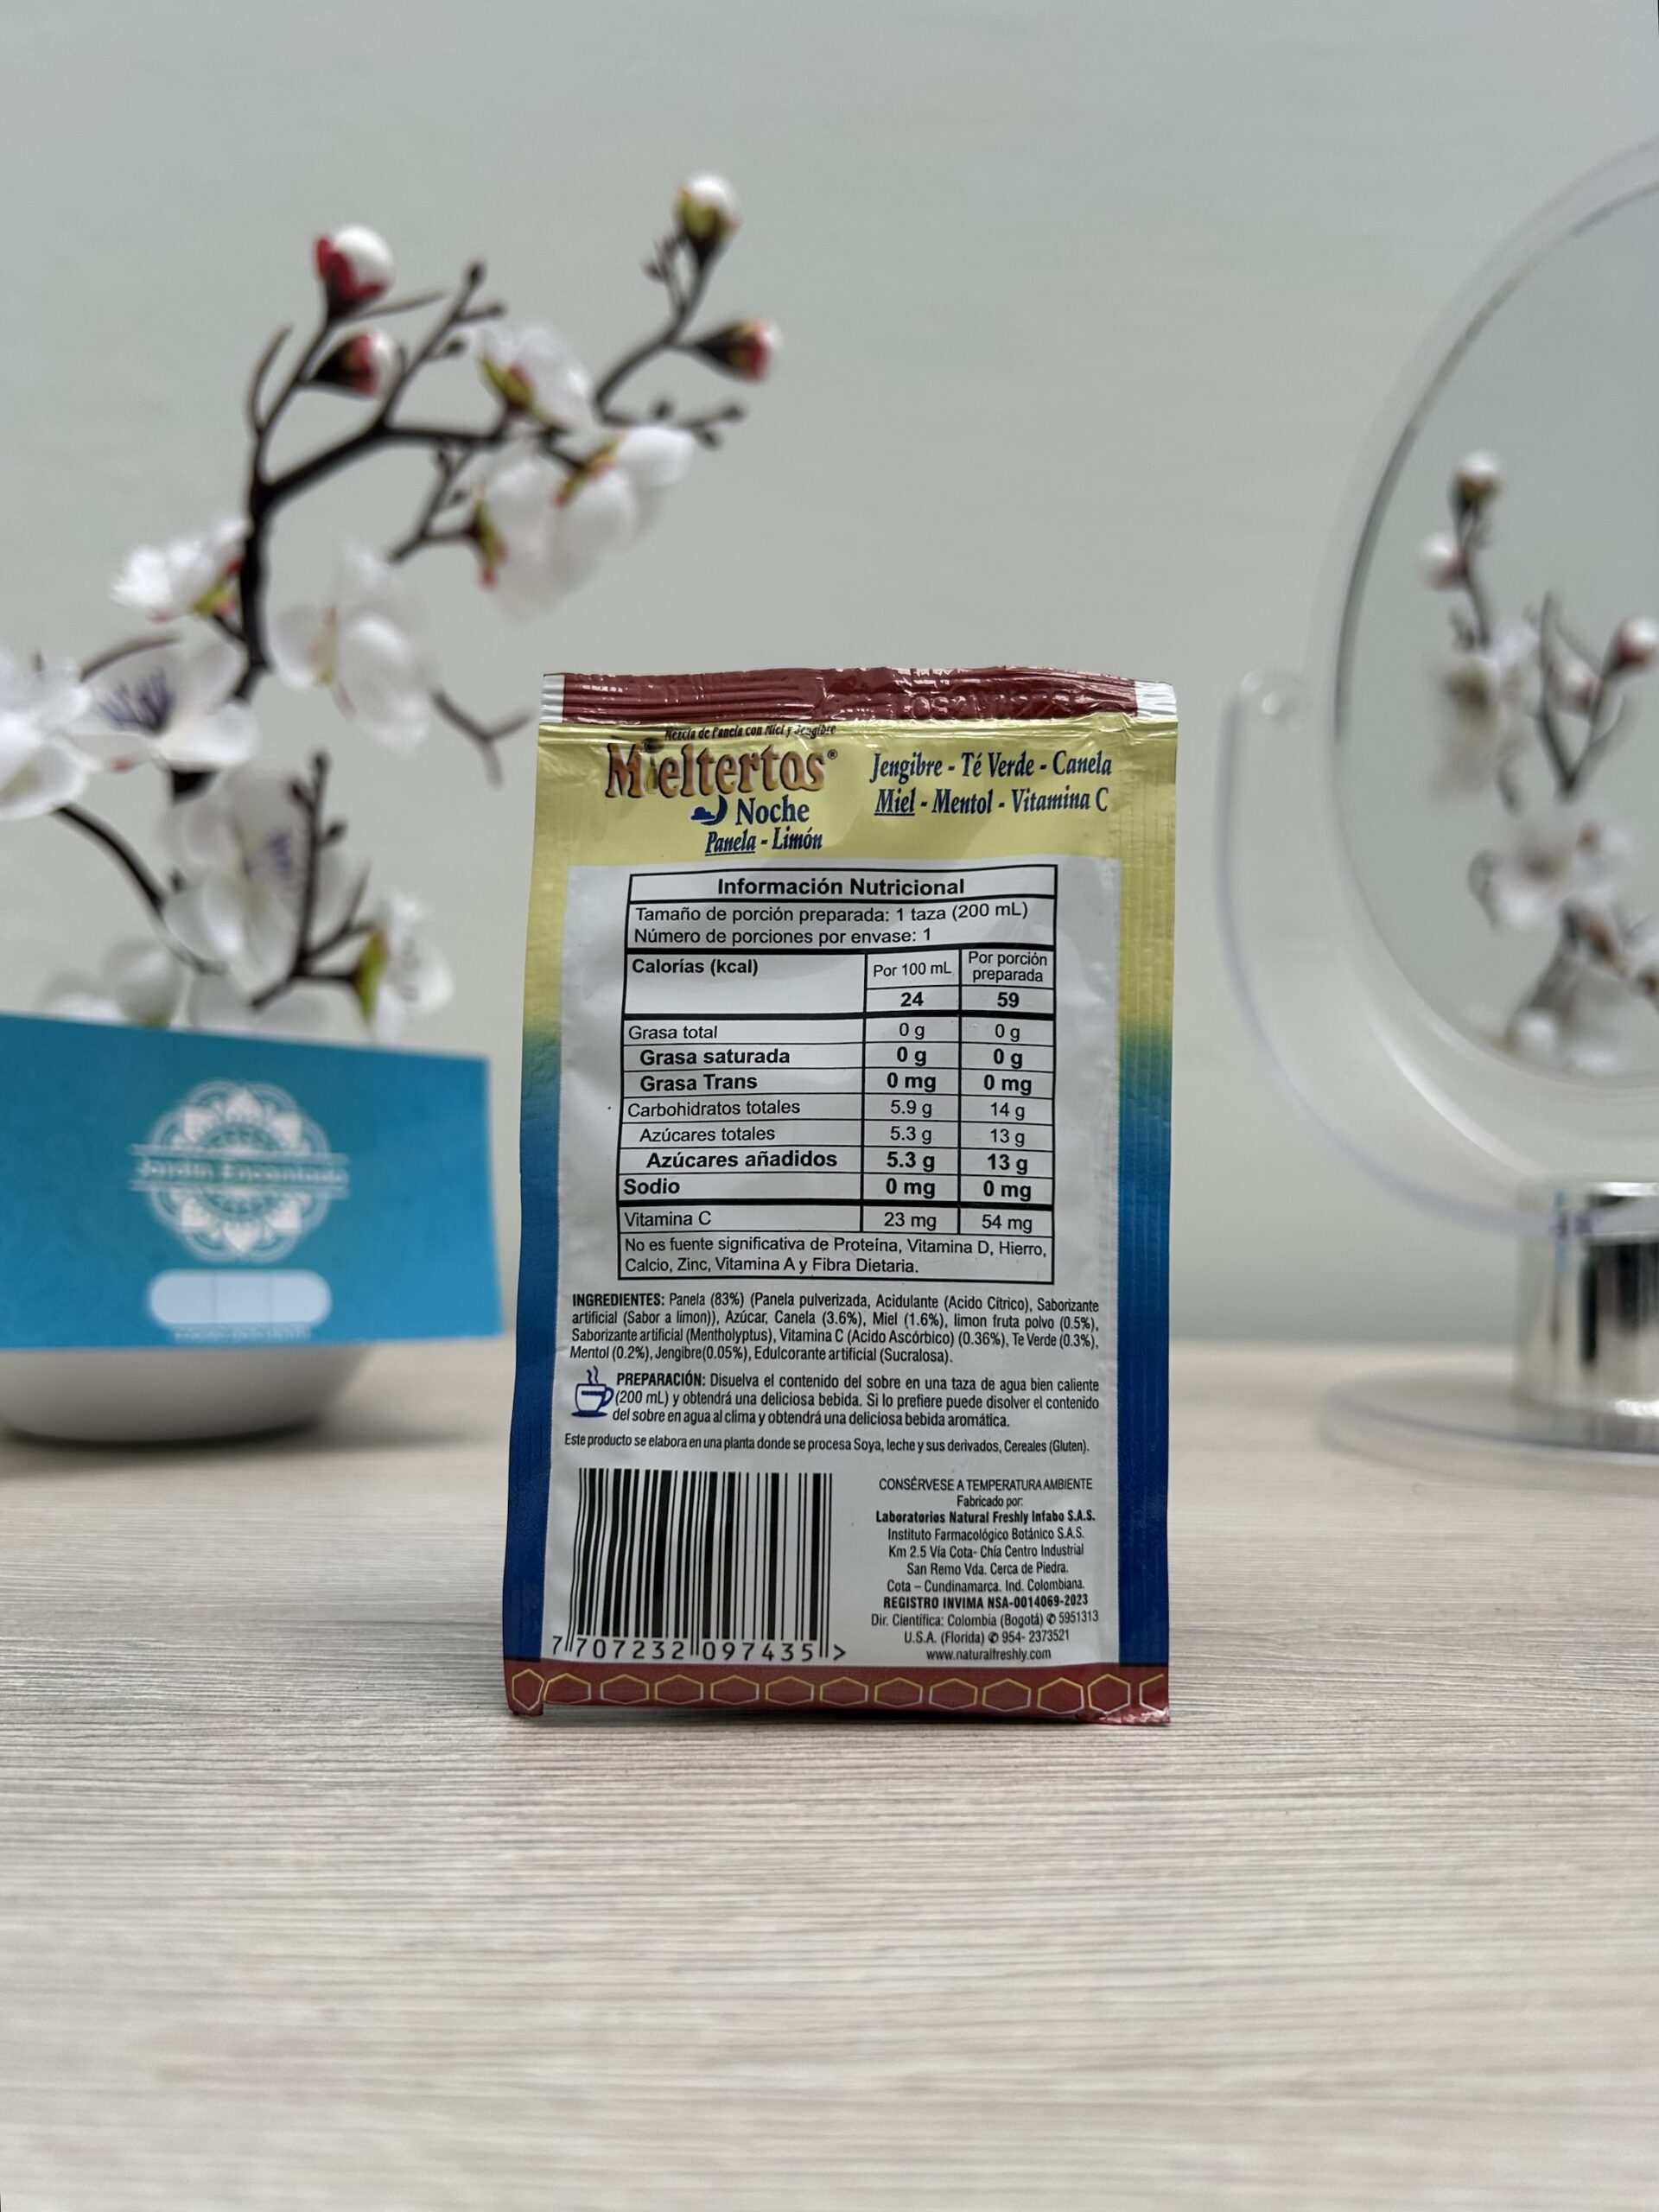 Mezcla de Panela con Miel y Jengibre
Mieltertos®
Noche
Panela - Limón
Jengibre - Té Verde - Canela
Miel - Mentol - Vitamina C
Información Nutricional
Tamaño de porción preparada: 1 taza (200 mL)
Número de porciones por envase: 1
Calorías (kcal) Por 100 mL Por porción preparada
24 59
Grasa total 0 g 0 g
Grasa saturada 0 g 0 g
Grasa Trans 0 mg 0 mg
Carbohidratos totales 5.9 g 14 g
Azúcares totales 5.3 g 13 g
Azúcares añadidos 5.3 g 13 g
Sodio 0 mg 0 mg
Vitamina C 23 mg 54 mg
No es fuente significativa de Proteina, Vitamina D, Hierro,
Calcio, Zinc, Vitamina A y Fibra Dietaria.
INGREDIENTES: Panela (83%) (Panela pulverizada, Acidulante (Acido Cítrico), Saborizante
artificial (Sabor a limon)), Azúcar, Canela (3.6%), Miel (1.6%), limon fruta polvo (0.5%),
Saborizante artificial (Mentholyptus), Vitamina C (Acido Ascórbico) (0.36%), Te Verde (0.3%),
Mentol (0.2%), Jengibre(0.05%), Edulcorante artificial (Sucralosa).
PREPARACIÓN: Disuelva el contenido del sobre en una taza de agua bien caliente
(200 mL) y obtendrá una deliciosa bebida. Si lo prefiere puede disolver el contenido
del sobre en agua al clima y obtendrá una deliciosa bebida aromática.
Este producto se elabora en una planta donde se procesa Soya, leche y sus derivados, Cereales (Gluten).
CONSÉRVESE A TEMPERATURA AMBIENTE
Fabricado por:
Laboratorios Natural Freshly Infabo S.A.S.
Instituto Farmacológico Botánico S.A.S.
Km 2.5 Vía Cota- Chía Centro Industrial
San Remo Vda. Cerca de Piedra.
Cota – Cundinamarca. Ind. Colombiana.
REGISTRO INVIMA NSA-0014069-2023
Dir. Científica: Colombia (Bogotá) ✆ 5951313
U.S.A. (Florida) ✆ 954- 2373521
www.naturalfreshly.com
7 707232 097435 >
Jardín Encantado